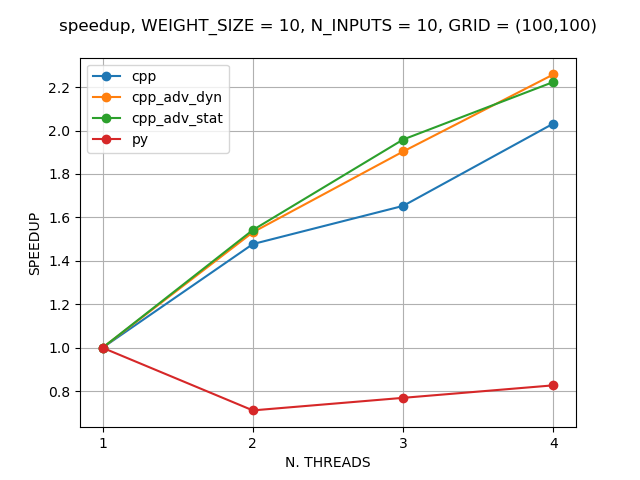 speedup, WEIGHT_SIZE = 10, N_INPUTS = 10, GRID = (100,100)
cpp
cpp_adv_dyn
cpp_adv_stat
py
2.2
2.0
1.8
1.6
1.4
1.2
1.0
0.8
SPEEDUP
1 2 3 4
N. THREADS